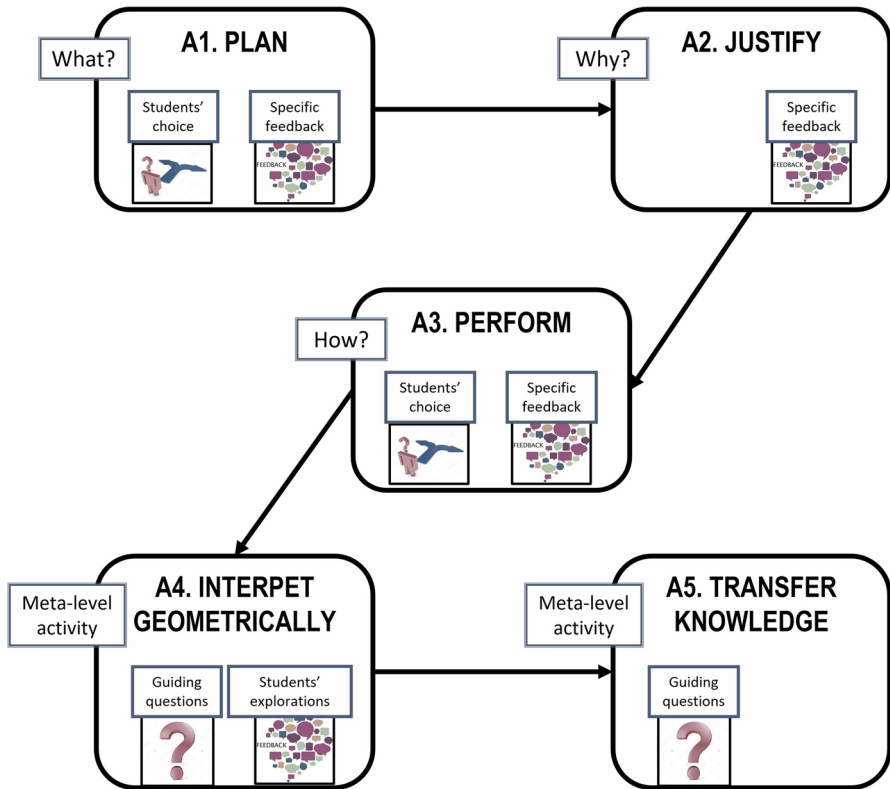 What?
A1. PLAN
Students'
choice
Specific
feedback
FEEDBACK
Why?
A2. JUSTIFY
Specific
feedback
FEEDBACK
How?
A3. PERFORM
Students'
choice
Specific
feedback
FEEDBACK
Meta-level
activity
A4. INTERPET
GEOMETRICALLY
Guiding
questions
Students'
explorations
FEEDBACK
Meta-level
activity
A5. TRANSFER
KNOWLEDGE
Guiding
questions